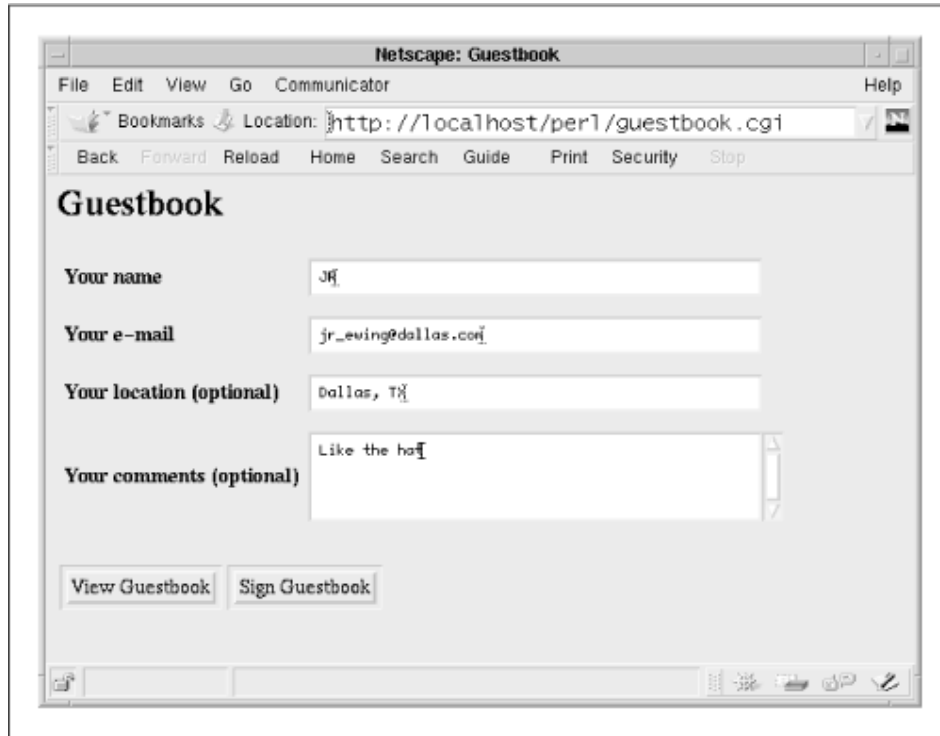 Netscape: Guestbook
File Edit View Go Communicator Help
Bookmarks Location: http://localhost/perl/guestbook.cgi N
Back Forward Reload Home Search Guide Print Security Stop
Guestbook
Your name JR
Your e-mail jr_ewing@dallas.com
Your location (optional) Dallas, TX
Your comments (optional) Like the hat
View Guestbook Sign Guestbook